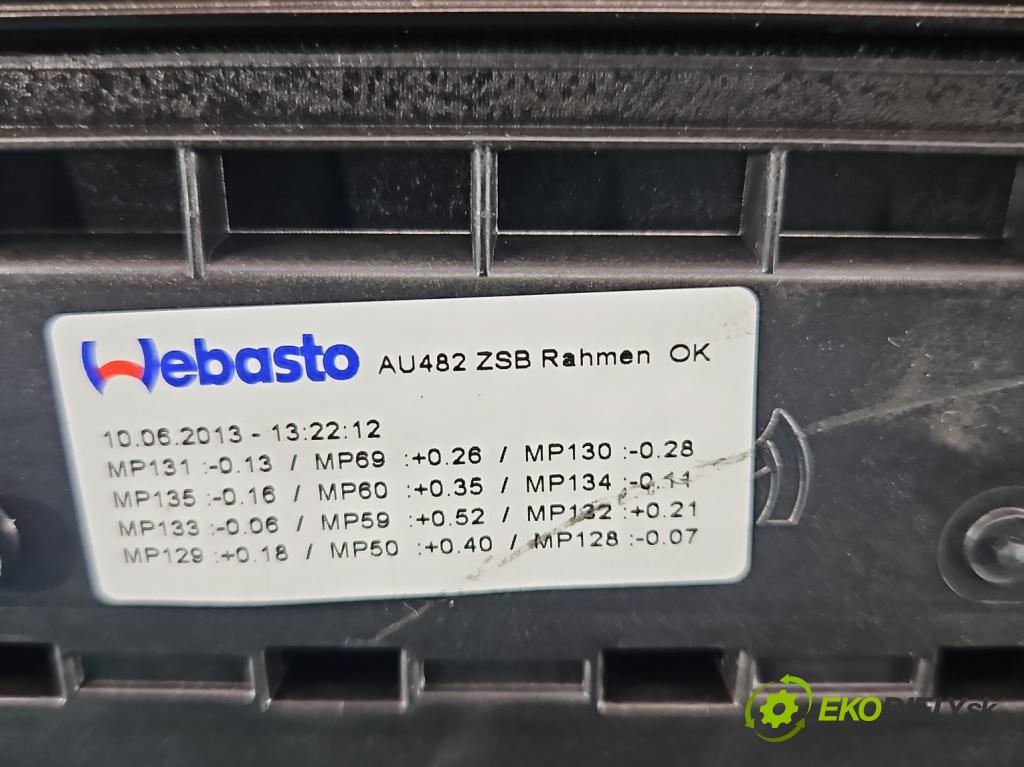 Webasto AU482 ZSB Rahmen OK
10.06.2013 - 13:22:12
MP131 :-0.13 / MP69 :+0.26 / MP130 :-0.28
MP135 :-0.16 / MP60 :+0.35 / MP134 :-0.11
MP133 :-0.06 / MP59 :+0.52 / MP132 :+0.21
MP129 :+0.18 / MP50 :+0.40 / MP128 :-0.07
EKODIELY.sk